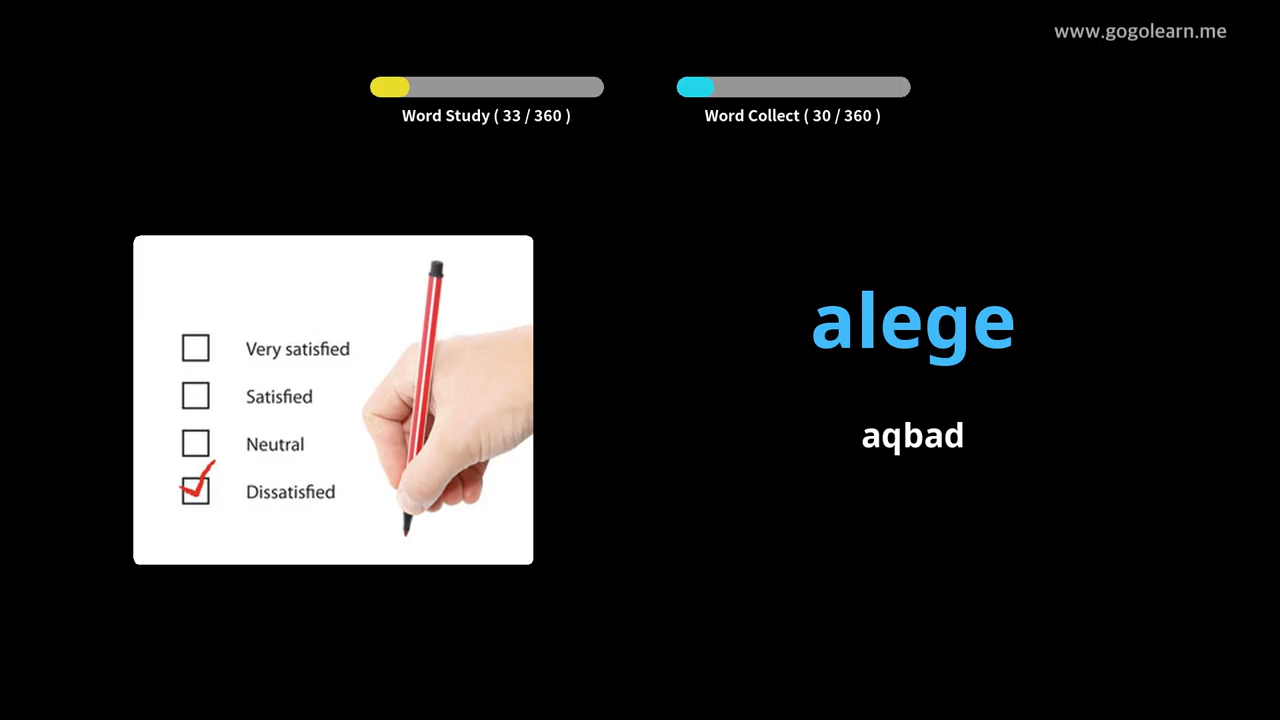 www.gogolearn.me
Word Study ( 33 / 360 )
Word Collect ( 30 / 360 )
Very satisfied
Satisfied
Neutral
Dissatisfied
alege
aqbad